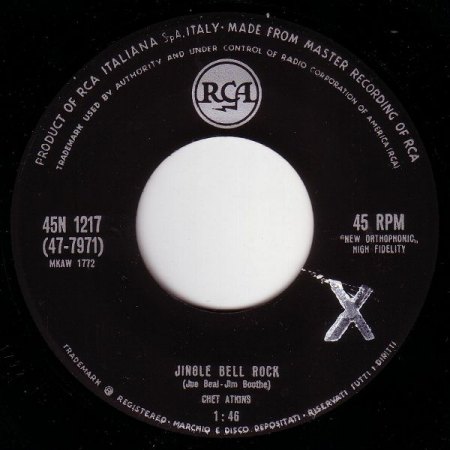 PRODUCT OF RCA ITALIANA S.p.A. ITALY · MADE FROM MASTER RECORDING OF RCA
TRADEMARK USED BY AUTHORITY AND UNDER CONTROL OF RADIO CORPORATION OF AMERICA (RCA)
RCA
45N 1217
(47-7971)
MKAW 1772
45 RPM
"NEW ORTHOPHONIC"
HIGH FIDELITY
X
JINGLE BELL ROCK
(Joe Beal-Jim Boothe)
CHET ATKINS
1:46
TRADEMARK ® REGISTERED · MARCHIO E DISCO DEPOSITATI · RISERVATI TUTTI I DIRITTI